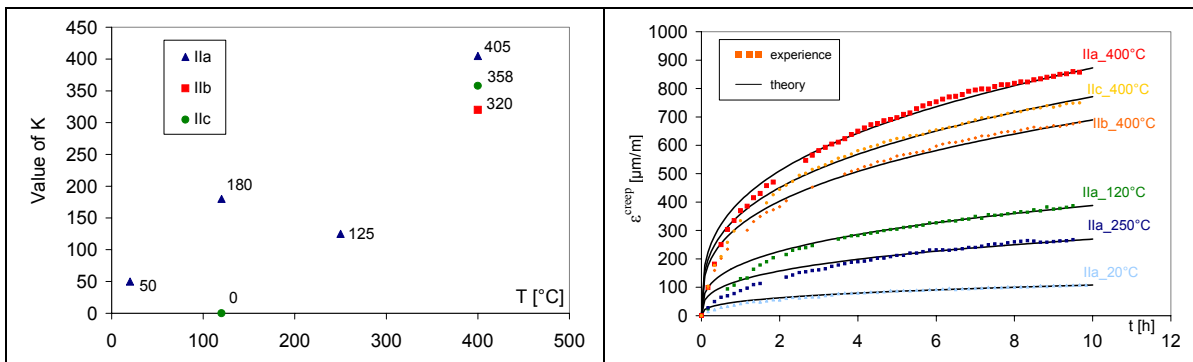 450
400
350
300
250
200
150
100
50
0
Value of K
IIa
IIb
IIc
405
358
320
180
125
50
0
T [°C]
0 100 200 300 400 500
1000
900
800
700
600
500
400
300
200
100
0
ε^creep [µm/m]
experience
theory
IIa_400°C
IIc_400°C
IIb_400°C
IIa_120°C
IIa_250°C
IIa_20°C
t [h]
0 2 4 6 8 10 12